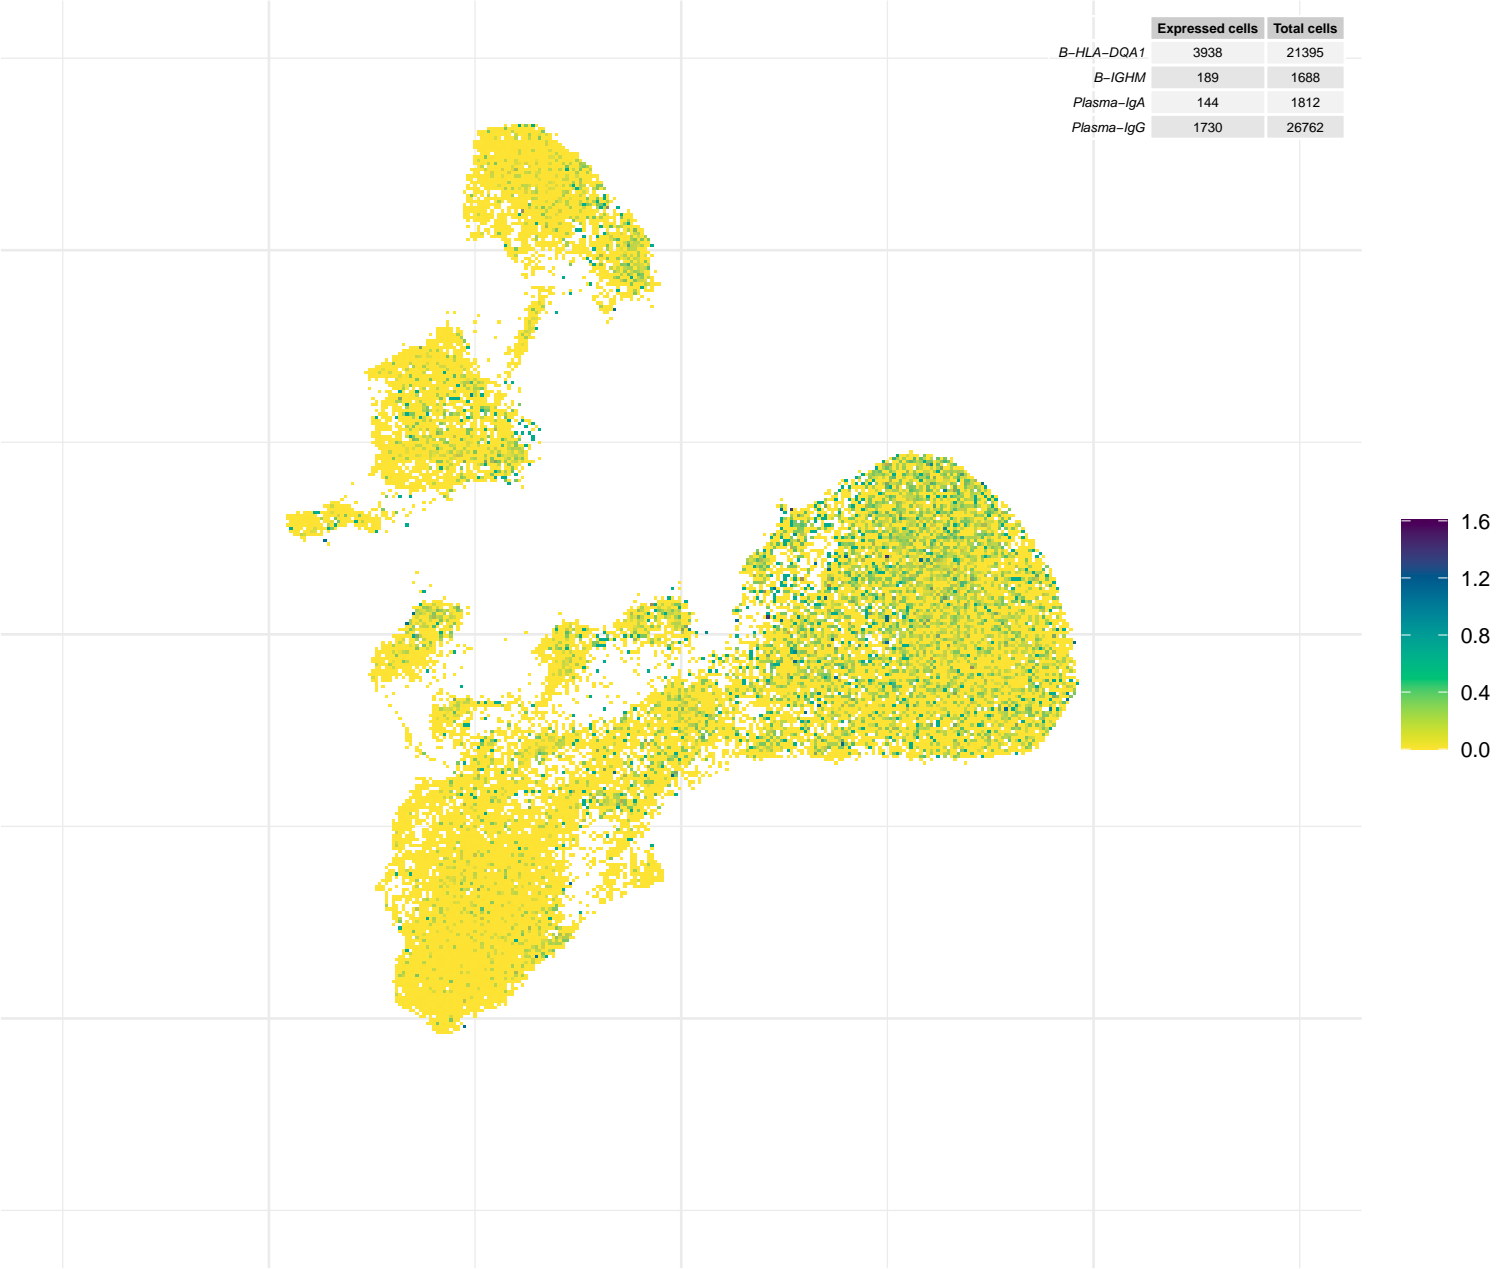 Expressed cells Total cells
B−HLA−DQA1 3938 21395
B−IGHM 189 1688
Plasma−IgA 144 1812
Plasma−IgG 1730 26762
1.6
1.2
0.8
0.4
0.0